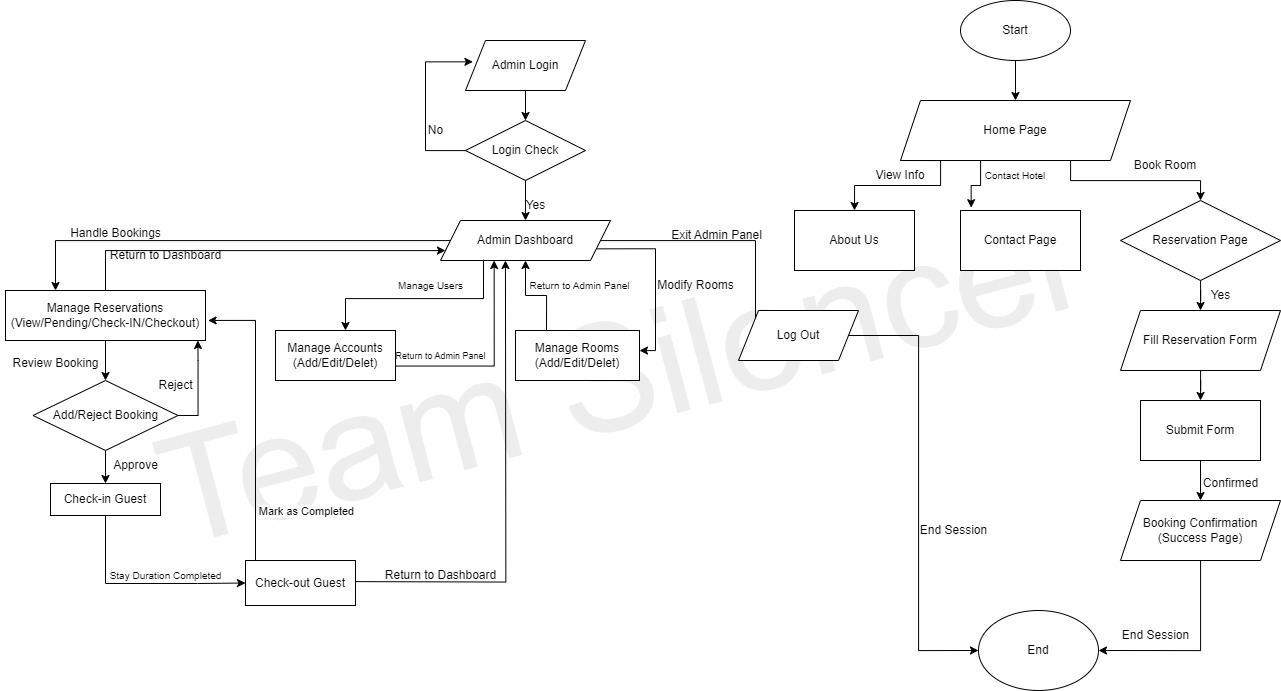 Start
Admin Login
No
Login Check
Yes
Home Page
View Info
Contact Hotel
Book Room
About Us
Contact Page
Reservation Page
Yes
Fill Reservation Form
Submit Form
Confirmed
Booking Confirmation
(Success Page)
End Session
End
Handle Bookings
Return to Dashboard
Admin Dashboard
Exit Admin Panel
Manage Users
Return to Admin Panel
Modify Rooms
Manage Reservations
(View/Pending/Check-IN/Checkout)
Manage Accounts
(Add/Edit/Delet)
Return to Admin Panel
Manage Rooms
(Add/Edit/Delet)
Log Out
Review Booking
Reject
Add/Reject Booking
Approve
Check-in Guest
Mark as Completed
Stay Duration Completed
Check-out Guest
Return to Dashboard
End Session
Team Silencer